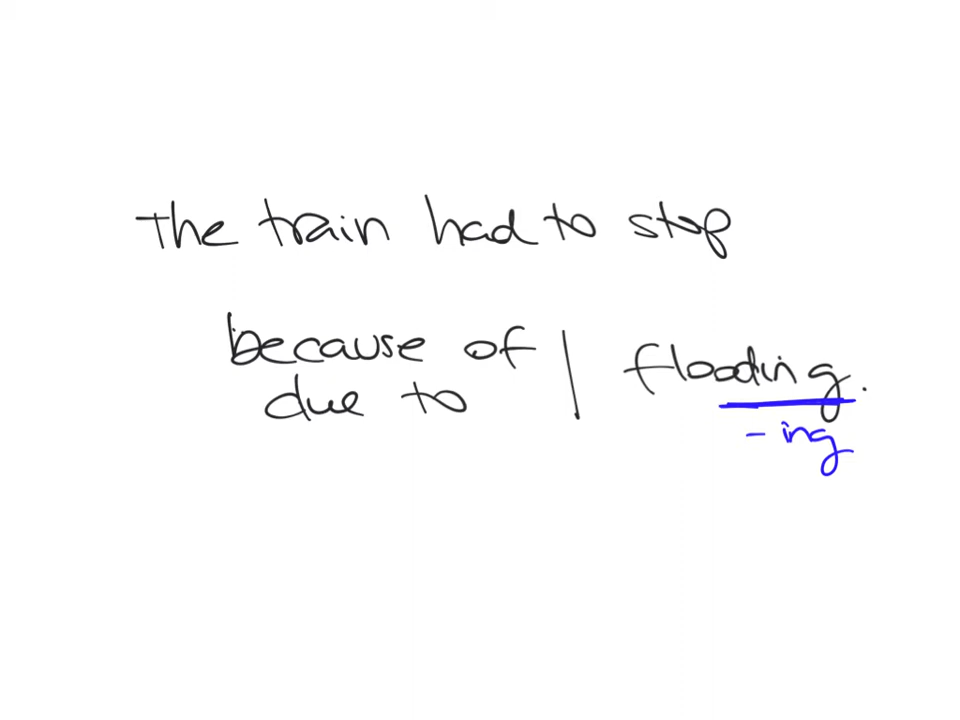 The train had to stop
because of | flooding.
due to
- ing